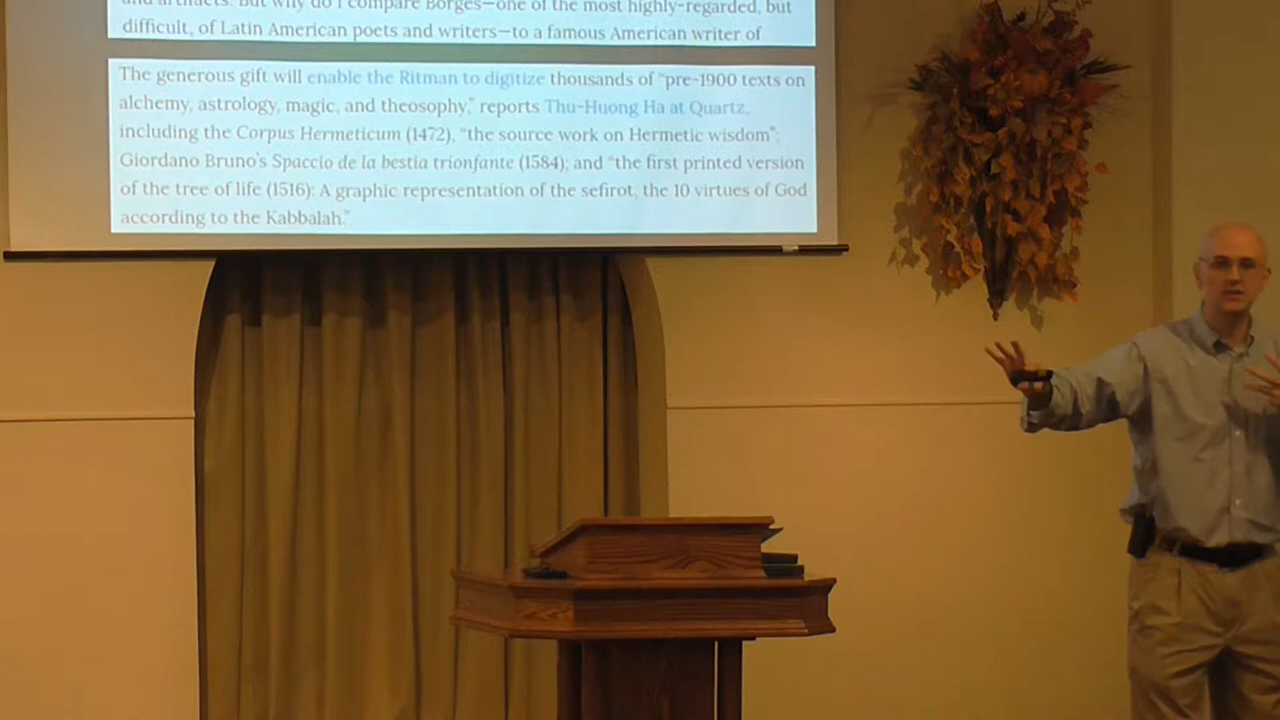 and artifacts. But why do I compare Borges—one of the most highly-regarded, but
difficult, of Latin American poets and writers—to a famous American writer of
The generous gift will enable the Ritman to digitize thousands of “pre-1900 texts on
alchemy, astrology, magic, and theosophy,” reports Thu-Huong Ha at Quartz,
including the Corpus Hermeticum (1472), “the source work on Hermetic wisdom”;
Giordano Bruno’s Spaccio de la bestia trionfante (1584); and “the first printed version
of the tree of life (1516): A graphic representation of the sefirot, the 10 virtues of God
according to the Kabbalah.”